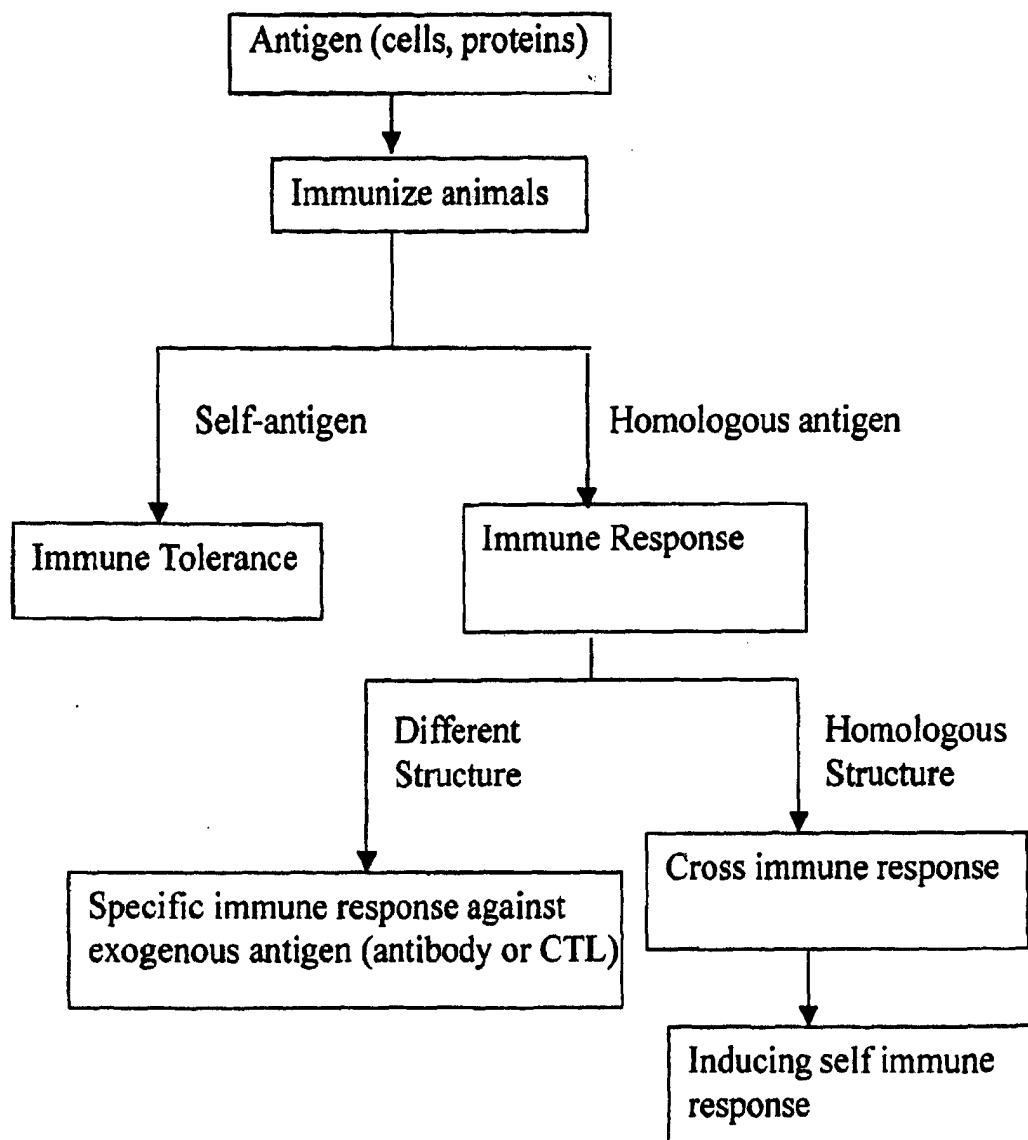 Antigen (cells, proteins)
Immunize animals
Self-antigen
Homologous antigen
Immune Tolerance
Immune Response
Different
Structure
Homologous
Structure
Specific immune response against
exogenous antigen (antibody or CTL)
Cross immune response
Inducing self immune
response